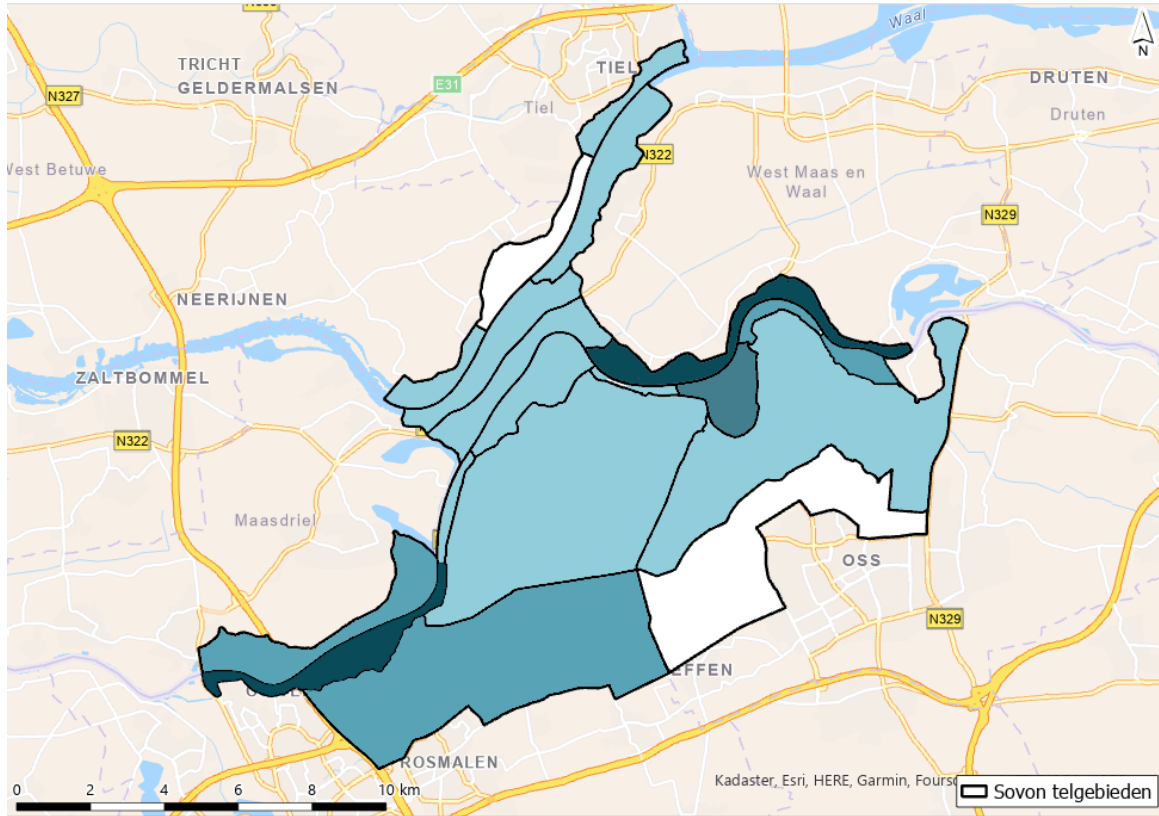 Waal
N
TRICHT
GELDERMALSEN
TIEL
E31
DRUTEN
N327
Tiel
Druten
N322
West Betuwe
West Maas en
Waal
N329
NEERIJNEN
ZALTBOMMEL
N322
Maasdriel
OSS
N329
EFFEN
ROSMALEN
Kadaster, Esri, HERE, Garmin, Foursq
Sovon telgebieden
0 2 4 6 8 10 km